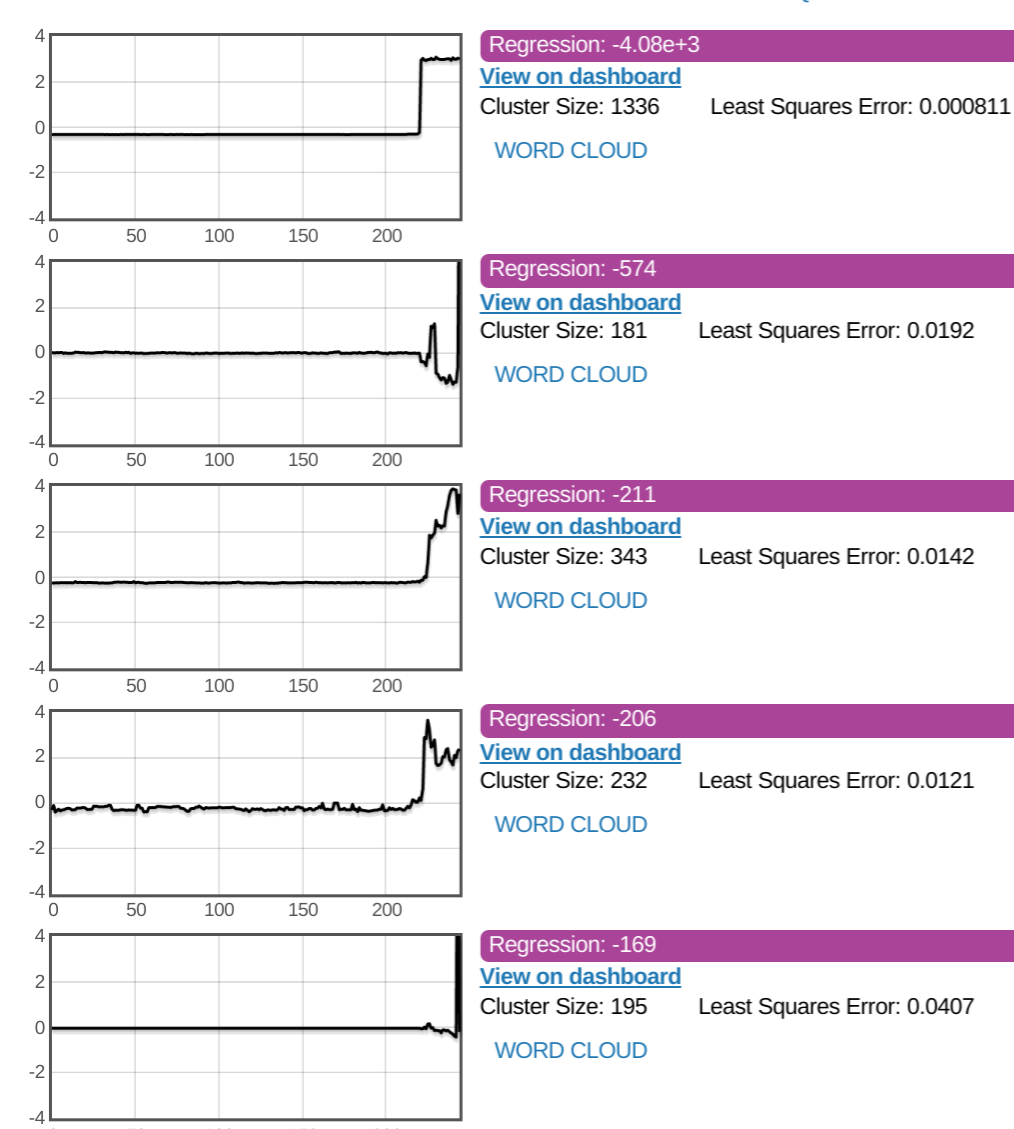 4
2
0
-2
-4
0 50 100 150 200
Regression: -4.08e+3
View on dashboard
Cluster Size: 1336 Least Squares Error: 0.000811
WORD CLOUD
4
2
0
-2
-4
0 50 100 150 200
Regression: -574
View on dashboard
Cluster Size: 181 Least Squares Error: 0.0192
WORD CLOUD
4
2
0
-2
-4
0 50 100 150 200
Regression: -211
View on dashboard
Cluster Size: 343 Least Squares Error: 0.0142
WORD CLOUD
4
2
0
-2
-4
0 50 100 150 200
Regression: -206
View on dashboard
Cluster Size: 232 Least Squares Error: 0.0121
WORD CLOUD
4
2
0
-2
-4
Regression: -169
View on dashboard
Cluster Size: 195 Least Squares Error: 0.0407
WORD CLOUD